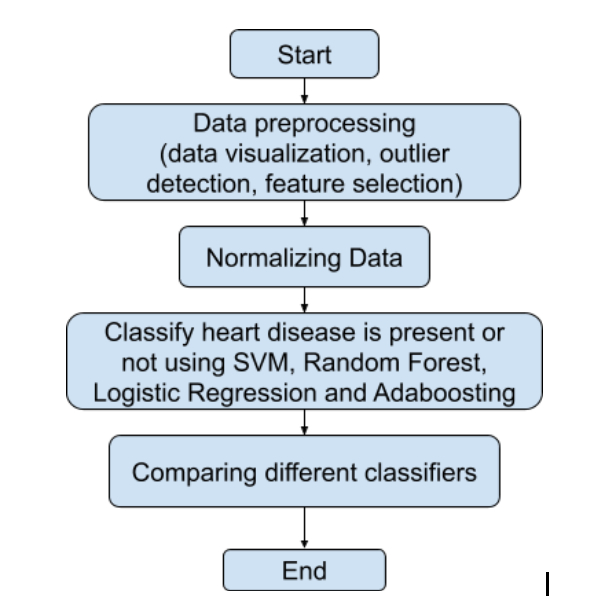 Start
Data preprocessing
(data visualization, outlier
detection, feature selection)
Normalizing Data
Classify heart disease is present or
not using SVM, Random Forest,
Logistic Regression and Adaboosting
Comparing different classifiers
End